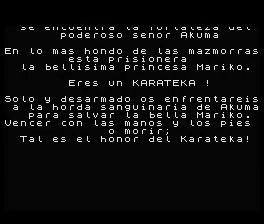 se encuentra la fortaleza del
poderoso señor Akuma
En lo mas hondo de las mazmorras
esta prisionera
la bellisima princesa Mariko.
Eres un KARATEKA !
Solo y desarmado os enfrentareis
a la horda sanguinaria de Akuma
para salvar la bella Mariko.
Vencer con las manos y los pies
o morir;
Tal es el honor del Karateka!